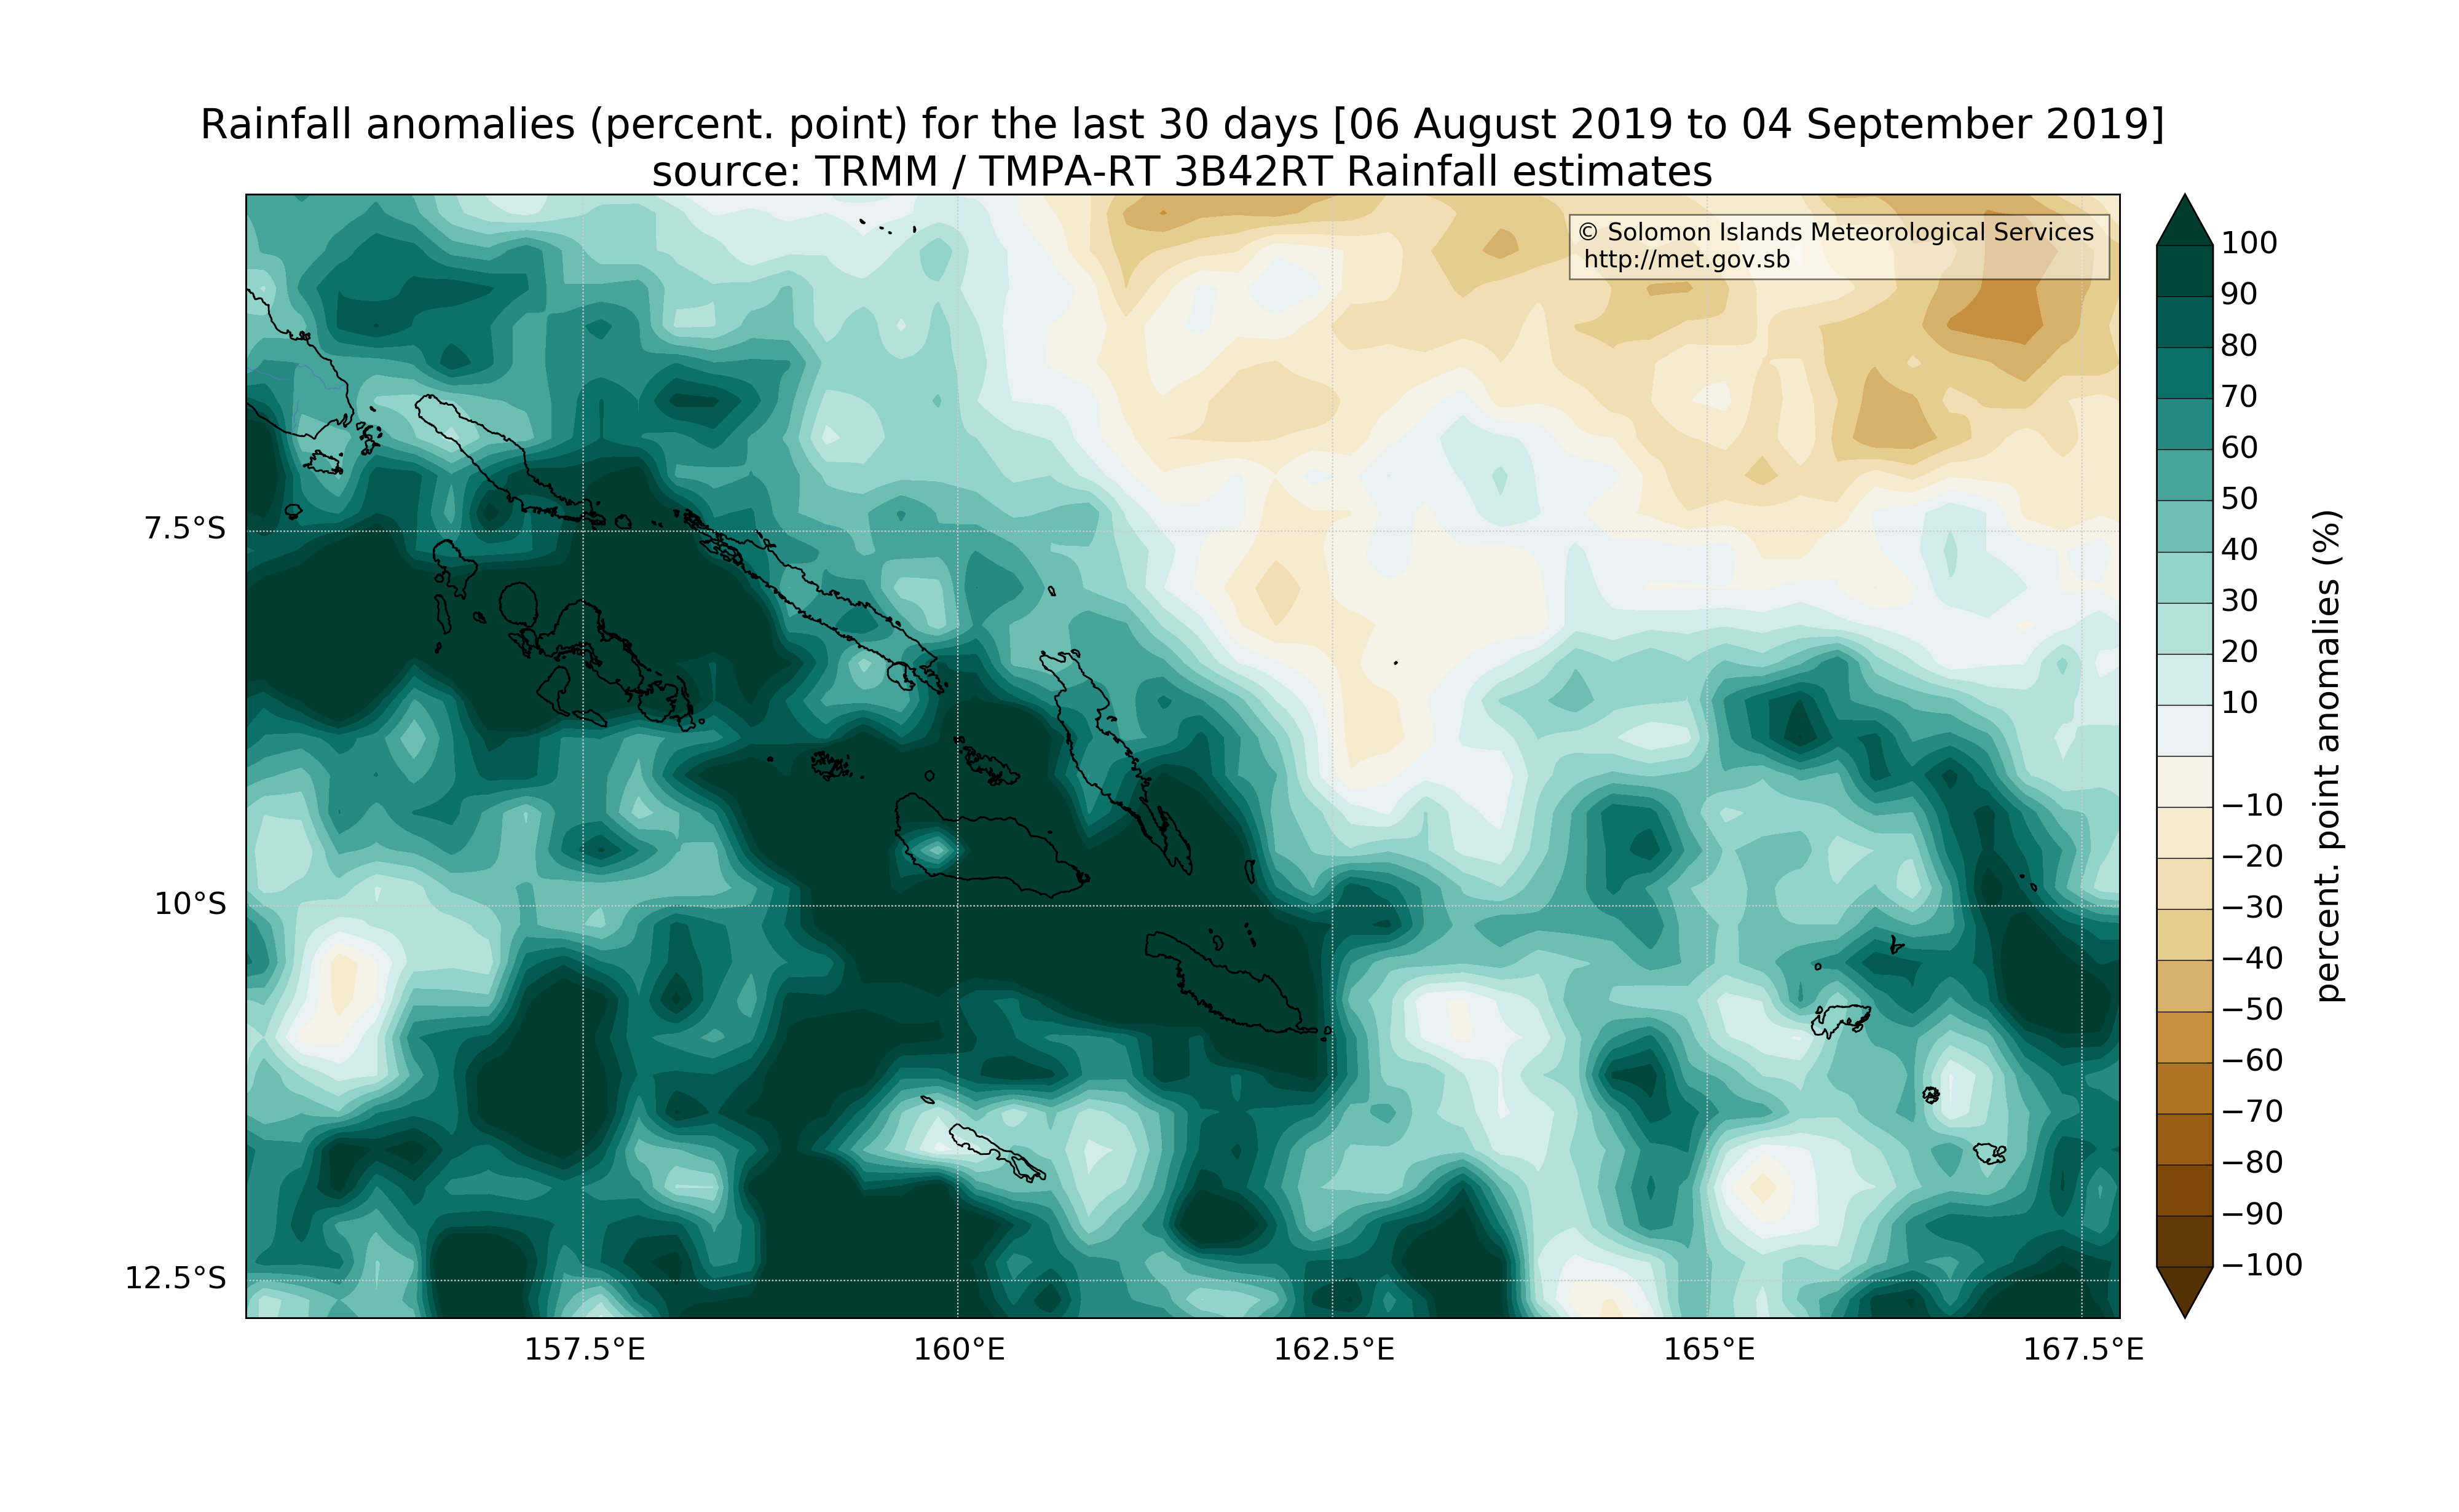 Rainfall anomalies (percent. point) for the last 30 days [06 August 2019 to 04 September 2019]
source: TRMM / TMPA-RT 3B42RT Rainfall estimates
© Solomon Islands Meteorological Services
http://met.gov.sb
7.5°S
10°S
12.5°S
157.5°E
160°E
162.5°E
165°E
167.5°E
100
90
80
70
60
50
40
30
20
10
−10
−20
−30
−40
−50
−60
−70
−80
−90
−100
percent. point anomalies (%)